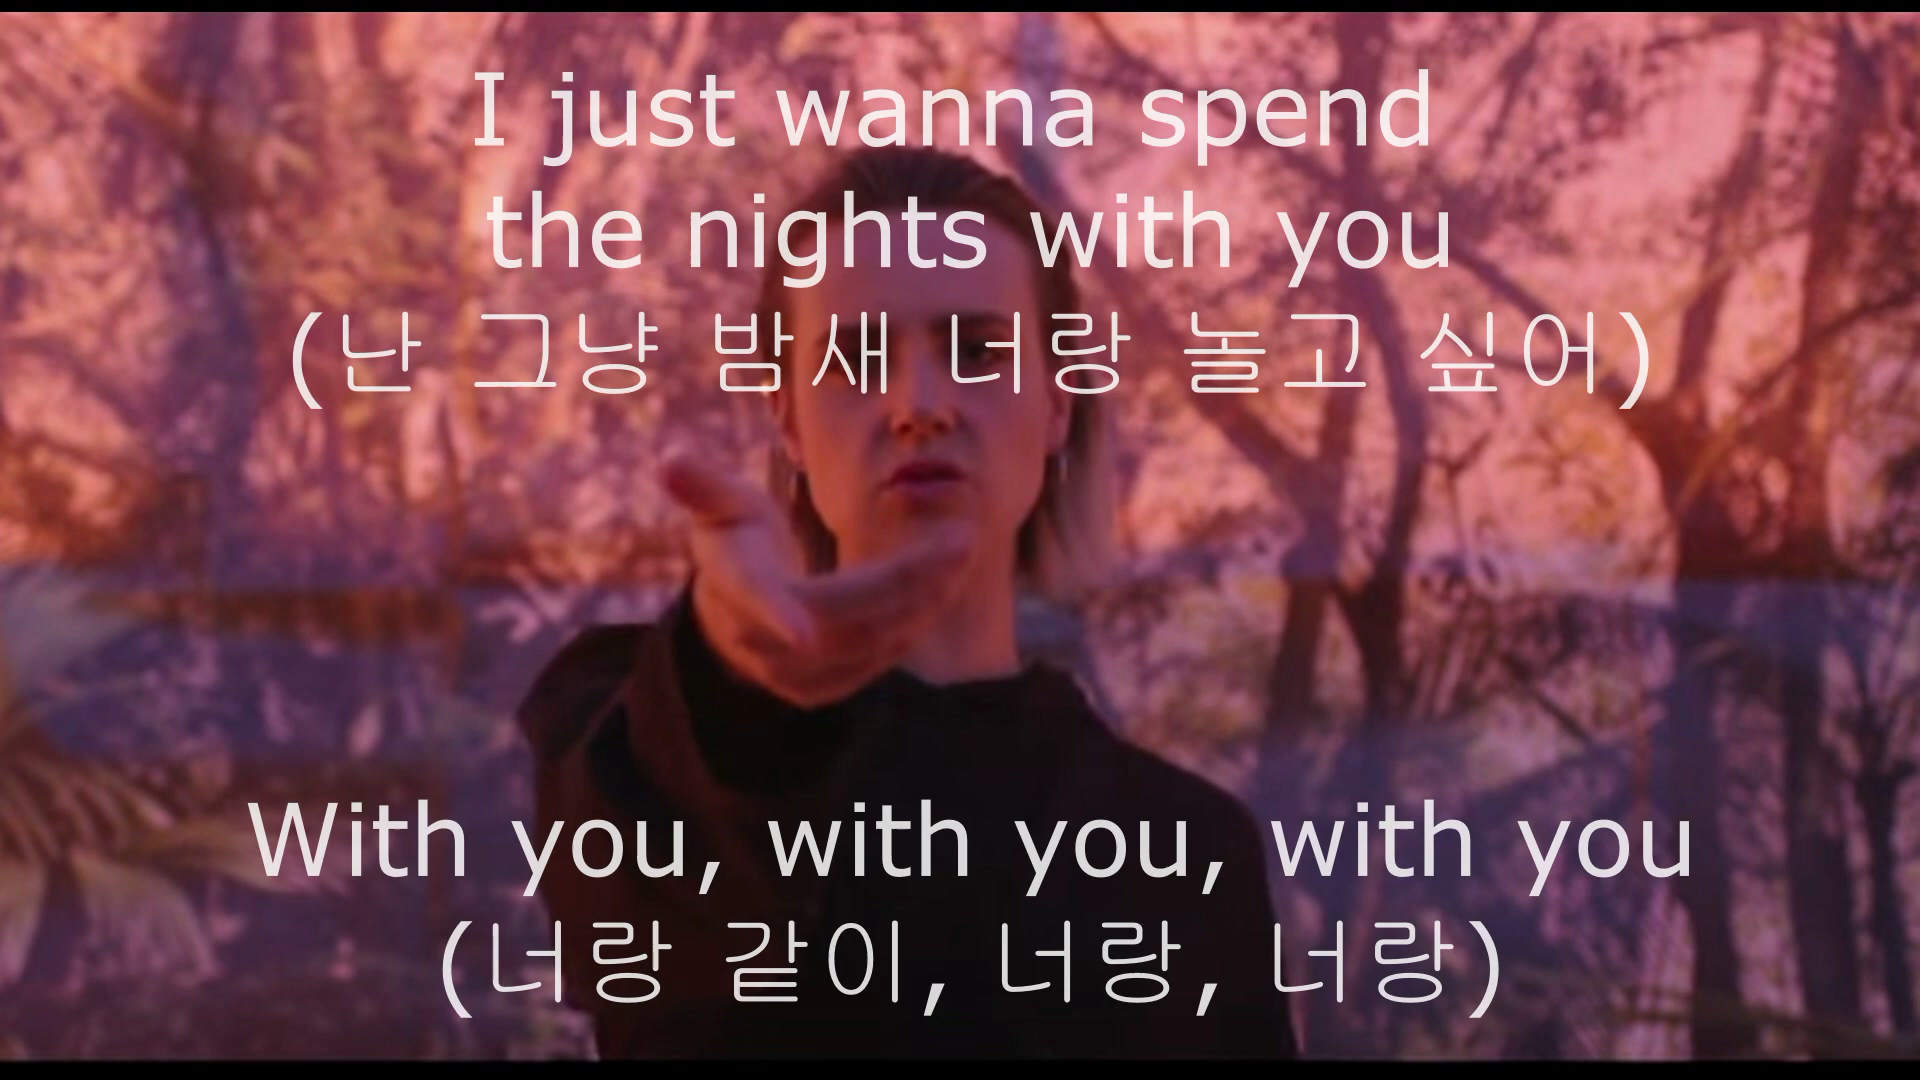 I just wanna spend
the nights with you
(난 그냥 밤새 너랑 놀고 싶어)
With you, with you, with you
(너랑 같이, 너랑, 너랑)